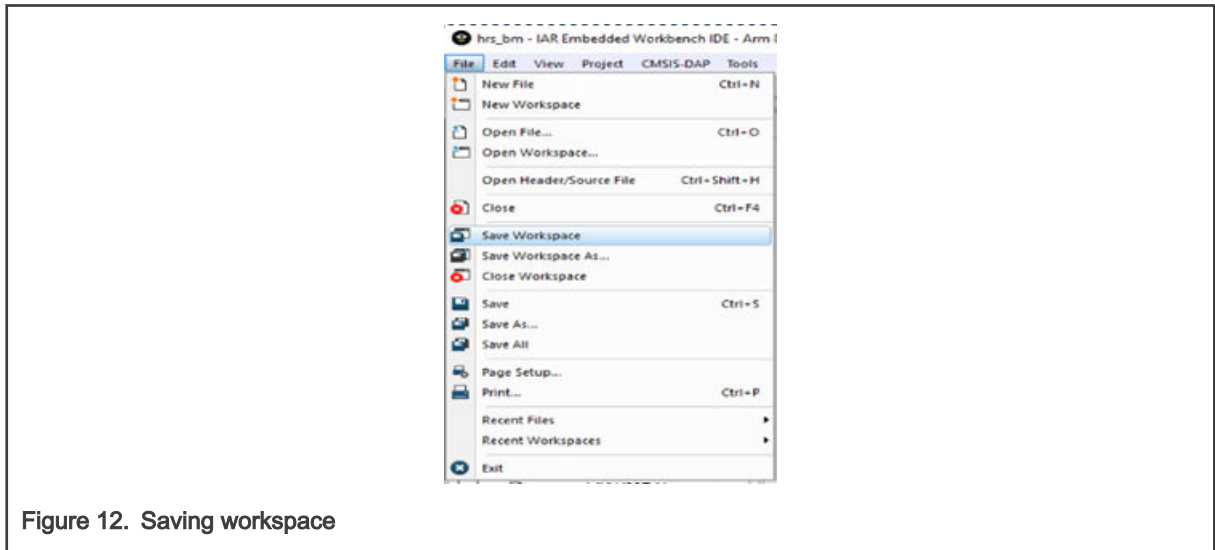 hrs_bm - IAR Embedded Workbench IDE - Arm
File Edit View Project CMSIS-DAP Tools
New File Ctrl+N
New Workspace
Open File... Ctrl+O
Open Workspace...
Open Header/Source File Ctrl+Shift+H
Close Ctrl+F4
Save Workspace
Save Workspace As...
Close Workspace
Save Ctrl+S
Save As...
Save All
Page Setup...
Print... Ctrl+P
Recent Files
Recent Workspaces
Exit
Figure 12. Saving workspace